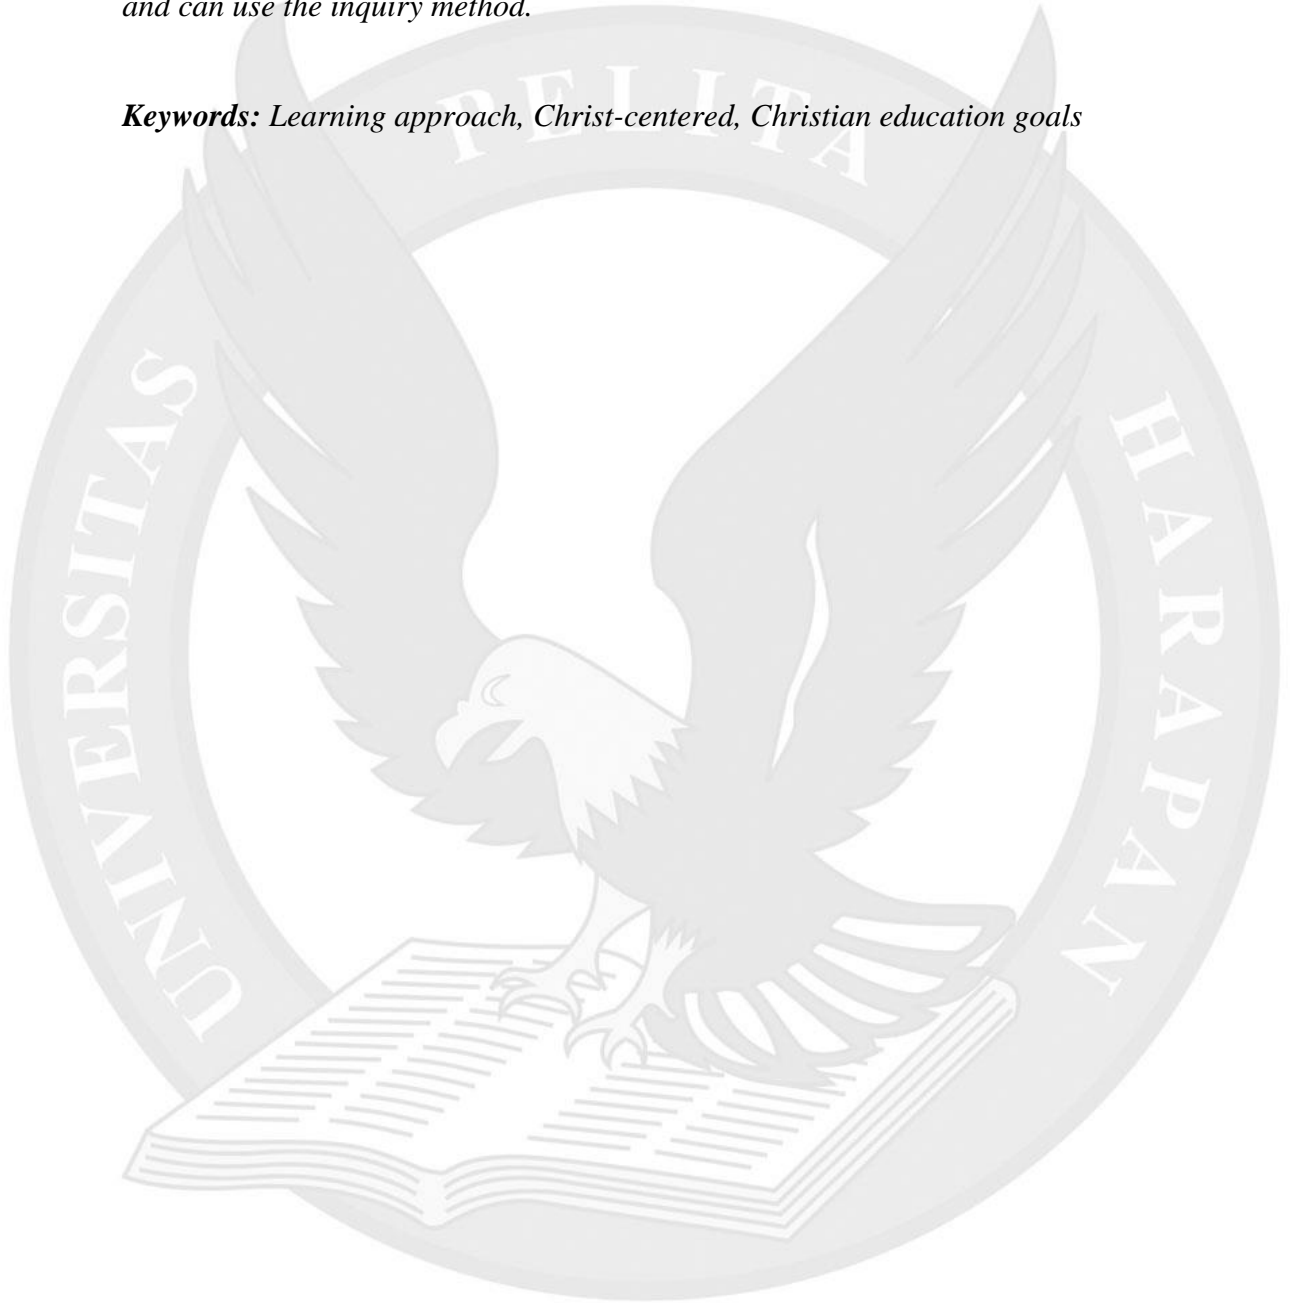 and can use the inquiry method.
Keywords: Learning approach, Christ-centered, Christian education goals
UNIVERSITAS PELITA HARAPAN